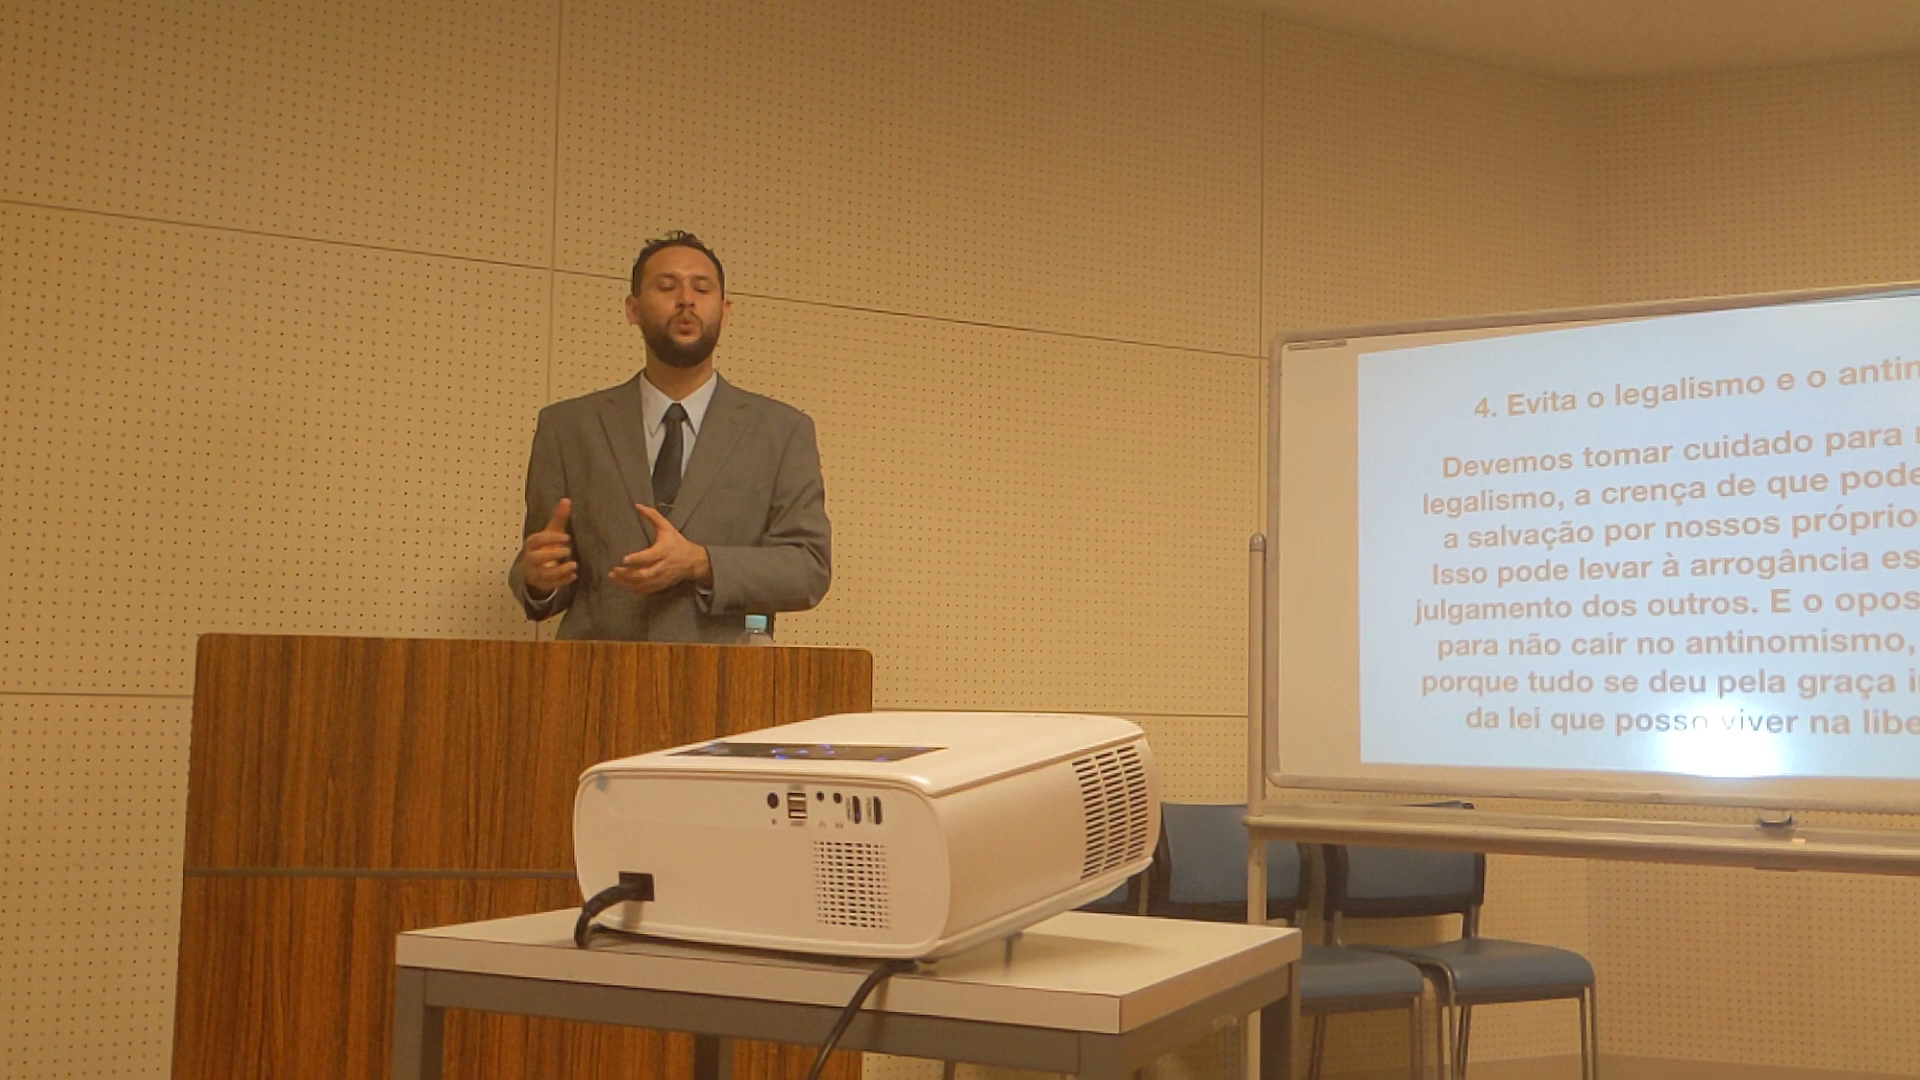 4. Evita o legalismo e o antin
Devemos tomar cuidado para
legalismo, a crença de que pode
a salvação por nossos próprio
Isso pode levar à arrogância es
julgamento dos outros. E o opos
para não cair no antinomismo,
porque tudo se deu pela graça i
da lei que posso viver na libe